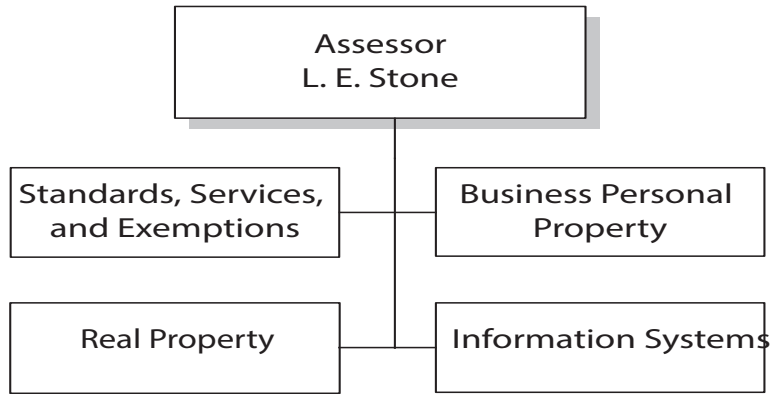 Assessor
L. E. Stone
Standards, Services,
and Exemptions
Business Personal
Property
Real Property
Information Systems